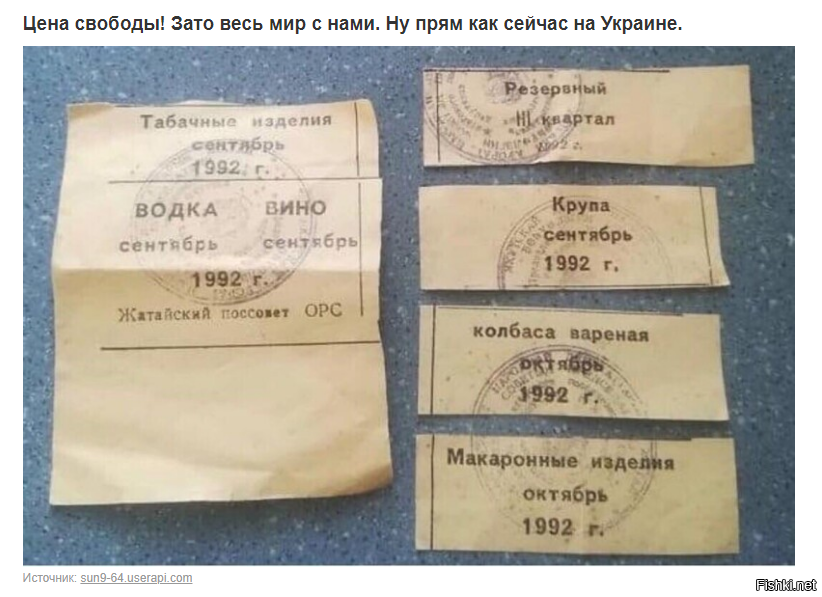 Цена свободы! Зато весь мир с нами. Ну прям как сейчас на Украине.
Табачные изделия
сентябрь
1992 г.
ВОДКА ВИНО
сентябрь сентябрь
1992 г.
Жатайский поссовет ОРС
Резервный
III квартал
1992 г.
Крупа
сентябрь
1992 г.
колбаса вареная
октябрь
1992 г.
Макаронные изделия
октябрь
1992 г.
Источник: sun9-64.userapi.com
Fishki.net